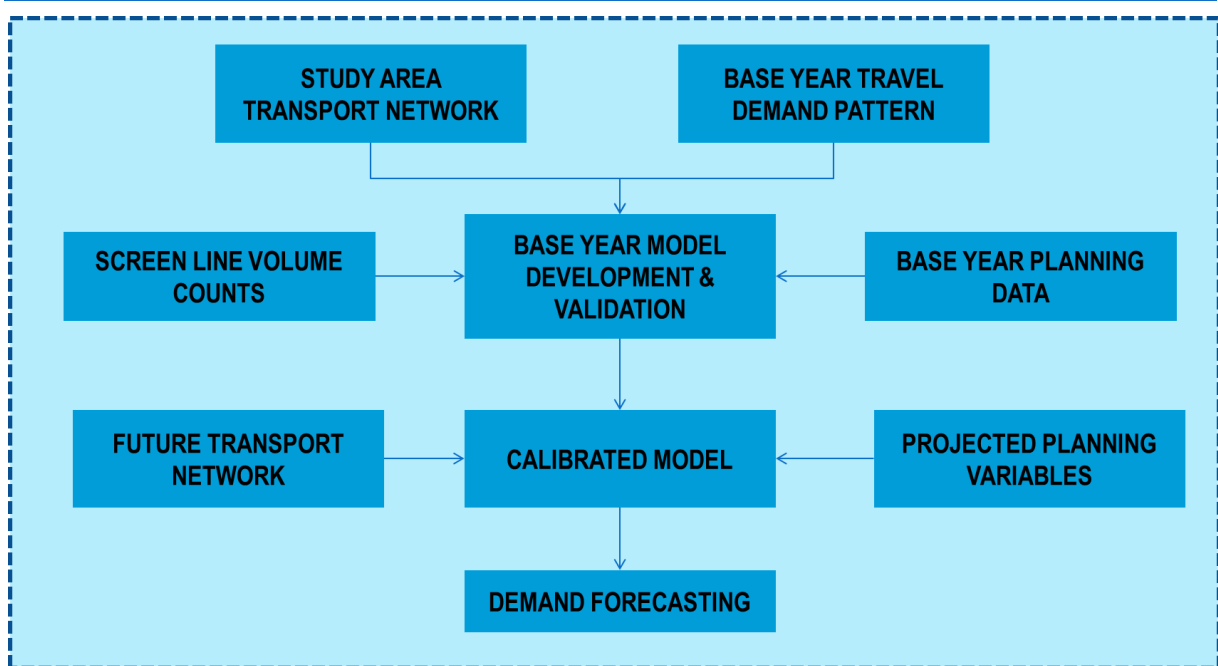 STUDY AREA
TRANSPORT NETWORK
BASE YEAR TRAVEL
DEMAND PATTERN
SCREEN LINE VOLUME
COUNTS
BASE YEAR MODEL
DEVELOPMENT &
VALIDATION
BASE YEAR PLANNING
DATA
FUTURE TRANSPORT
NETWORK
CALIBRATED MODEL
PROJECTED PLANNING
VARIABLES
DEMAND FORECASTING